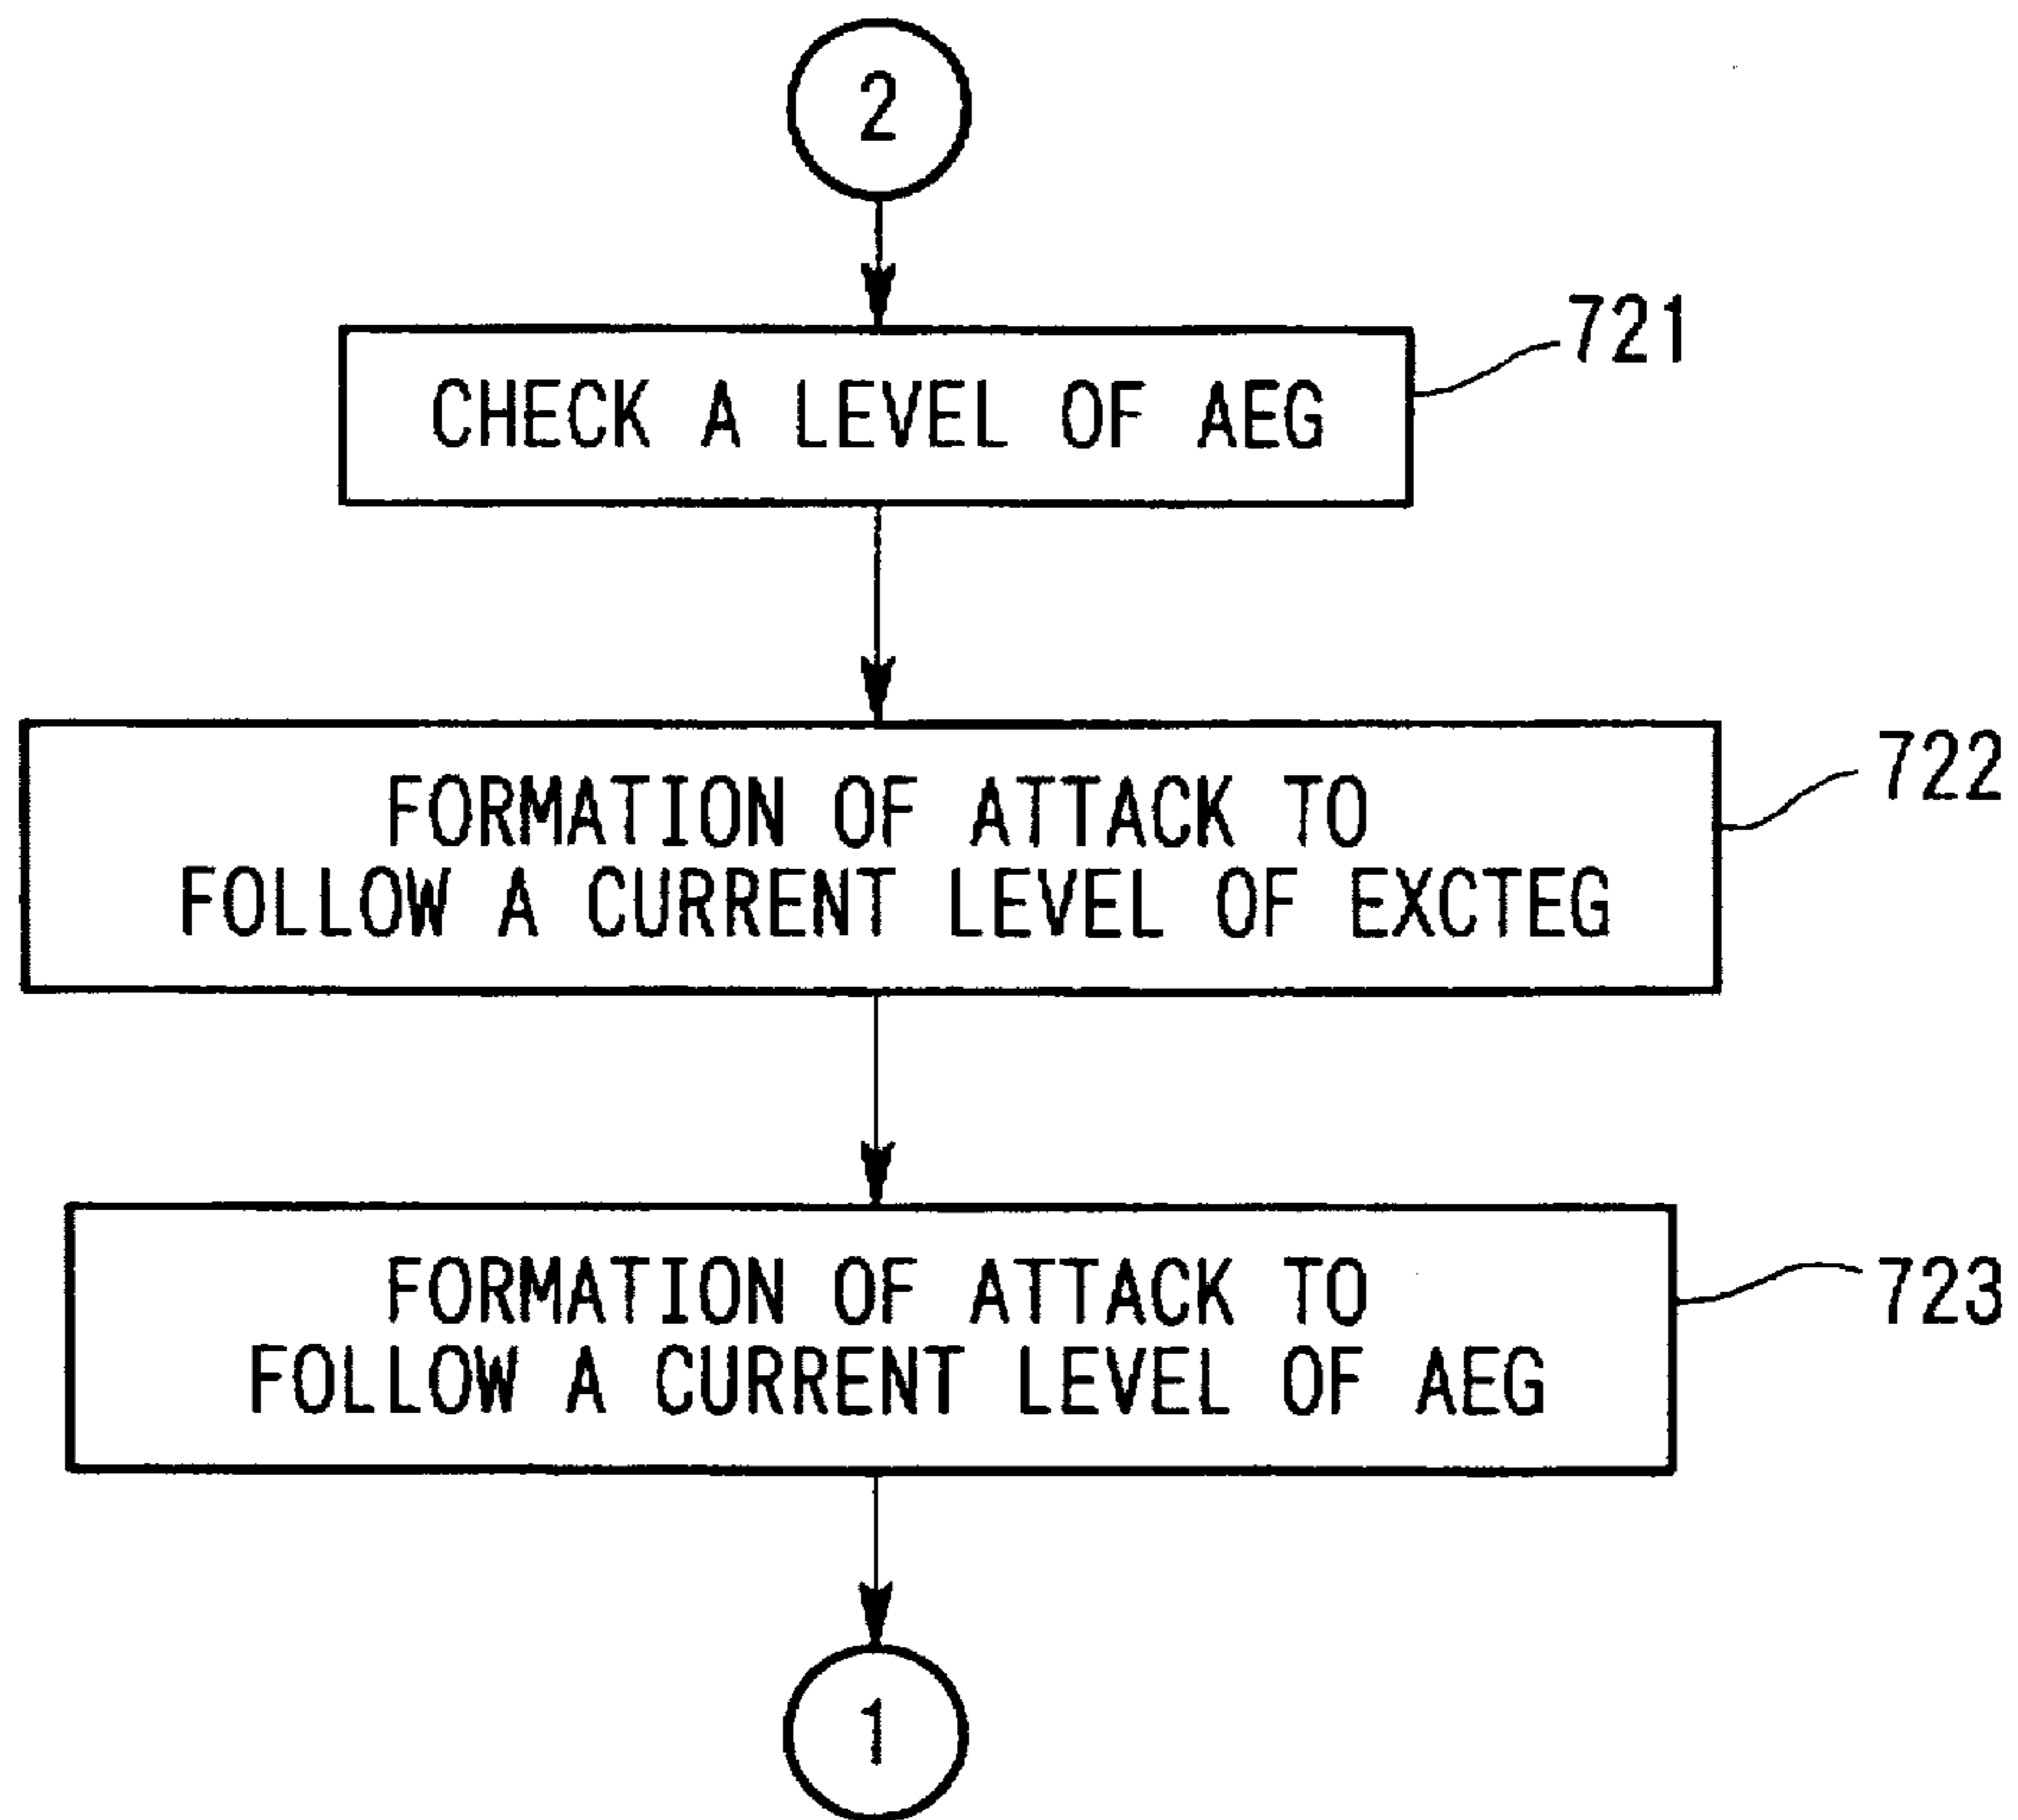 2
721
CHECK A LEVEL OF AEG
722
FORMATION OF ATTACK TO
FOLLOW A CURRENT LEVEL OF EXCTEG
723
FORMATION OF ATTACK TO
FOLLOW A CURRENT LEVEL OF AEG
1